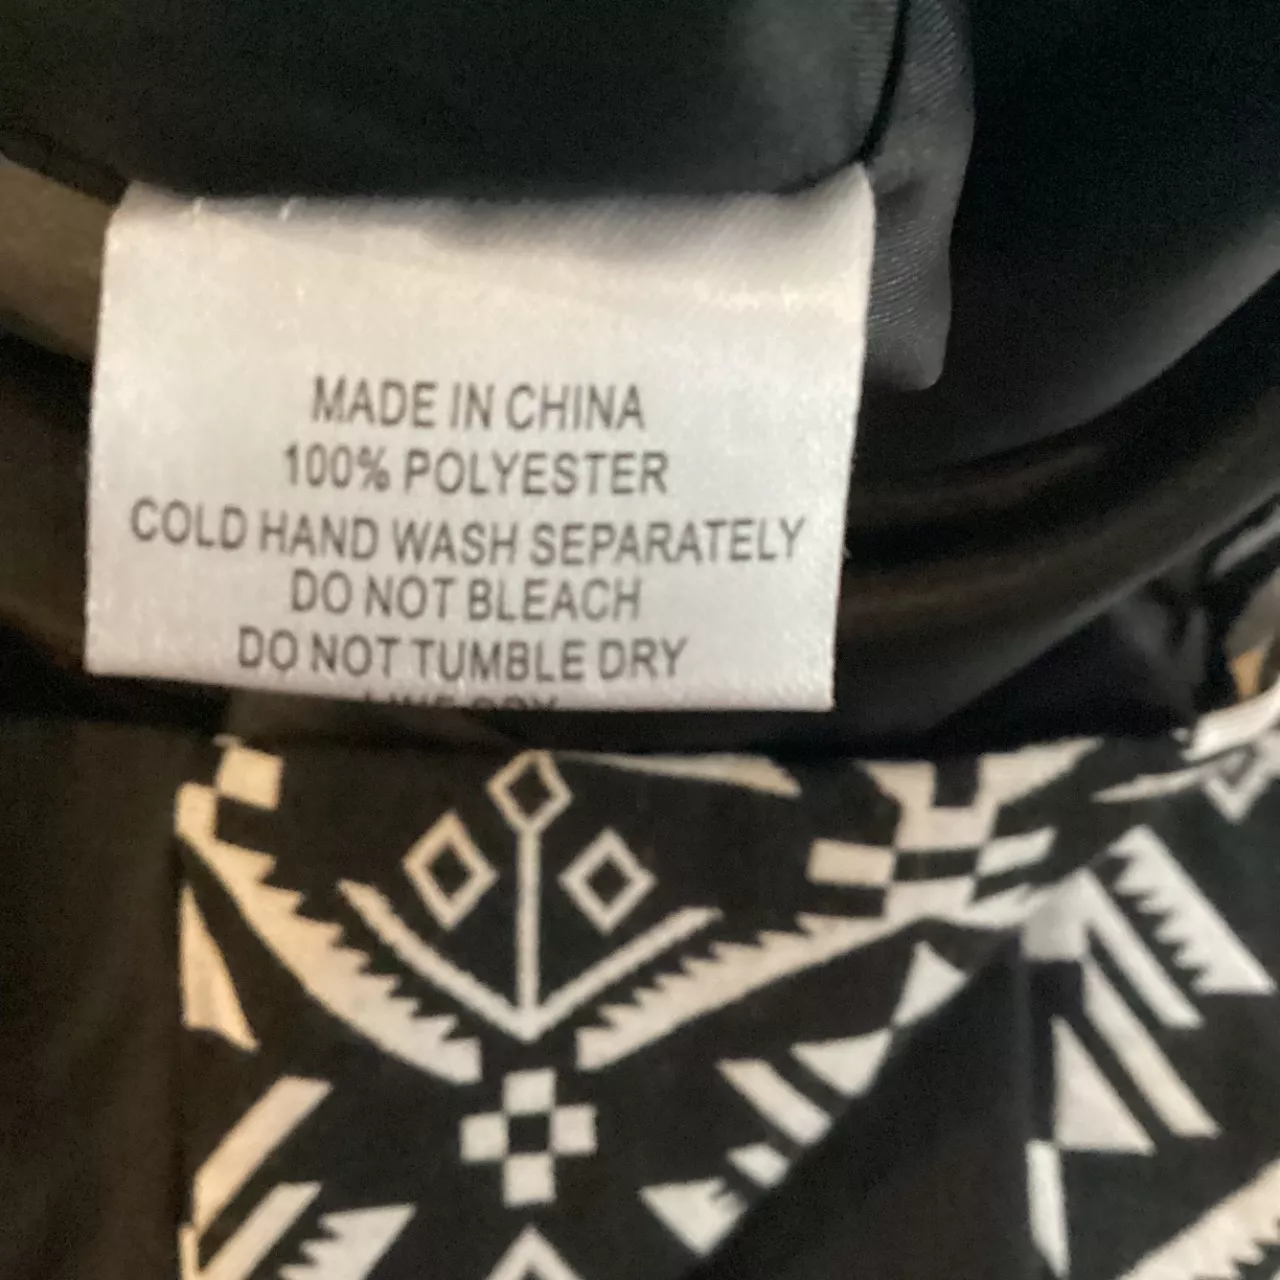 MADE IN CHINA
100% POLYESTER
COLD HAND WASH SEPARATELY
DO NOT BLEACH
DO NOT TUMBLE DRY